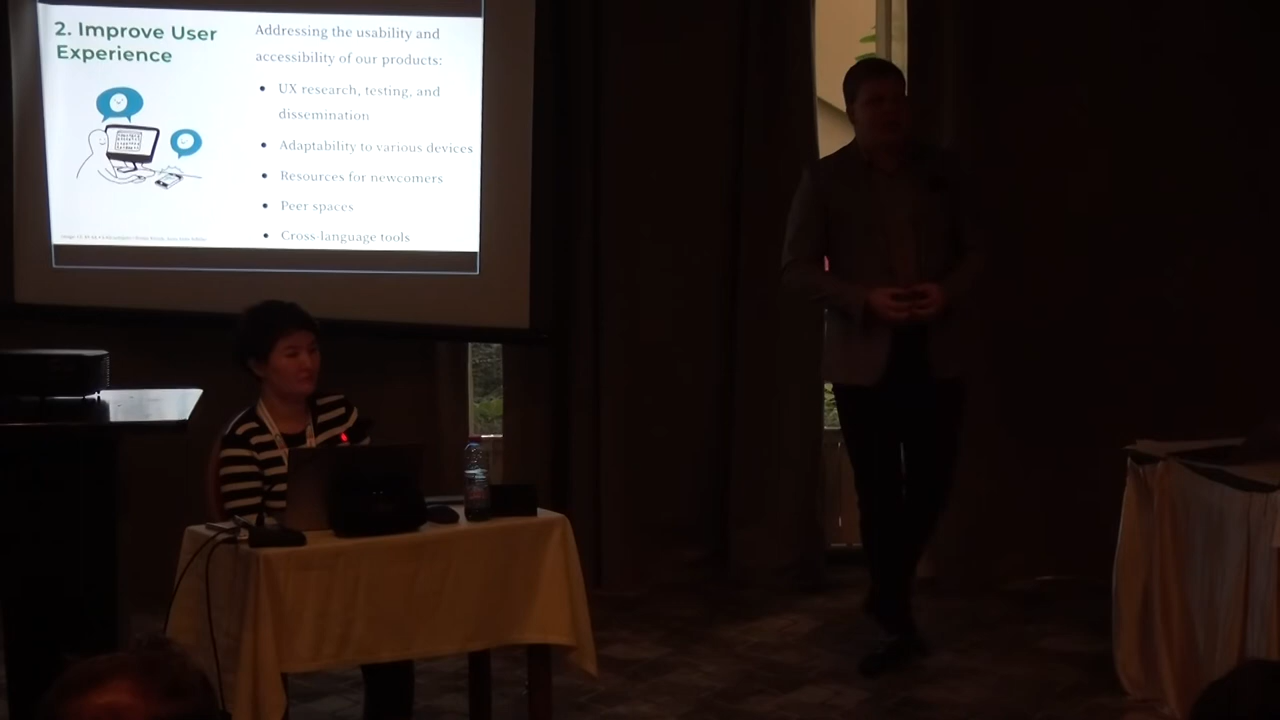 2. Improve User
Experience
Addressing the usability and
accessibility of our products:
• UX research, testing, and
dissemination
• Adaptability to various devices
• Resources for newcomers
• Peer spaces
• Cross-language tools